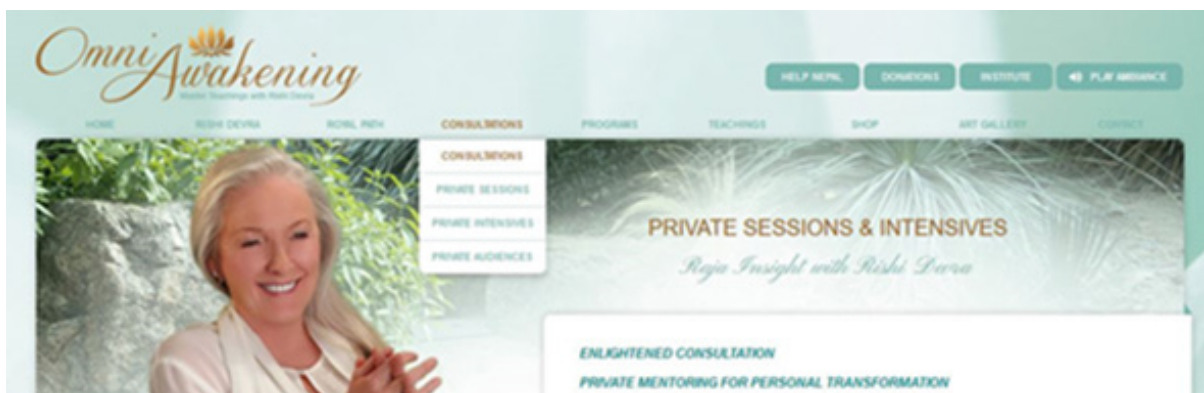 Omni Awakening
Master Teachings with Rishi Devra
HELP NEPAL DONATIONS INSTITUTE PLAY AMBIANCE
HOME RISHI DEVRA ROYAL PATH CONSULTATIONS PROGRAMS TEACHINGS SHOP ART GALLERY CONTACT
CONSULTATIONS
PRIVATE SESSIONS
PRIVATE INTENSIVES
PRIVATE AUDIENCES
PRIVATE SESSIONS & INTENSIVES
Raja Insight with Rishi Devra
ENLIGHTENED CONSULTATION
PRIVATE MENTORING FOR PERSONAL TRANSFORMATION